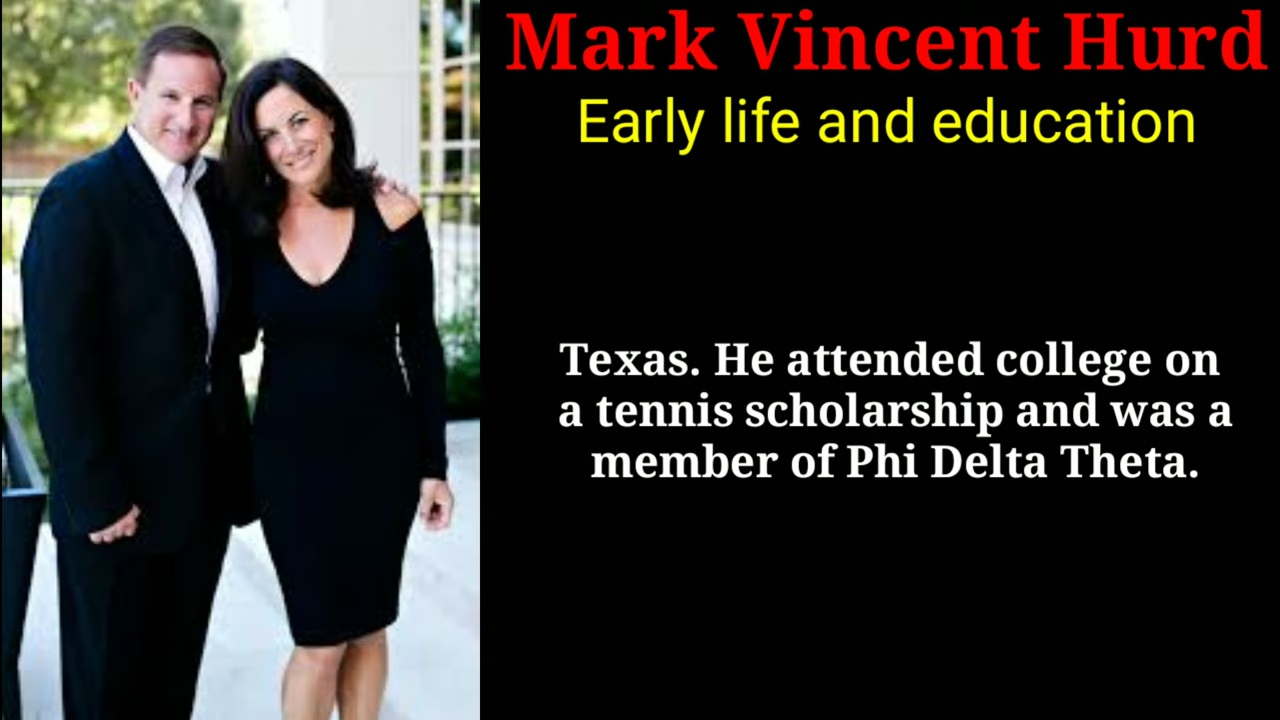 Mark Vincent Hurd
Early life and education
Texas. He attended college on
a tennis scholarship and was a
member of Phi Delta Theta.